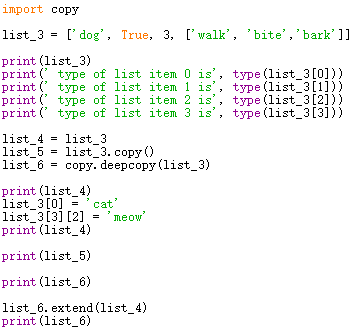 import copy
list_3 = ['dog', True, 3, ['walk', 'bite','bark']]
print(list_3)
print(' type of list item 0 is', type(list_3[0]))
print(' type of list item 1 is', type(list_3[1]))
print(' type of list item 2 is', type(list_3[2]))
print(' type of list item 3 is', type(list_3[3]))
list_4 = list_3
list_5 = list_3.copy()
list_6 = copy.deepcopy(list_3)
print(list_4)
list_3[0] = 'cat'
list_3[3][2] = 'meow'
print(list_4)
print(list_5)
print(list_6)
list_6.extend(list_4)
print(list_6)